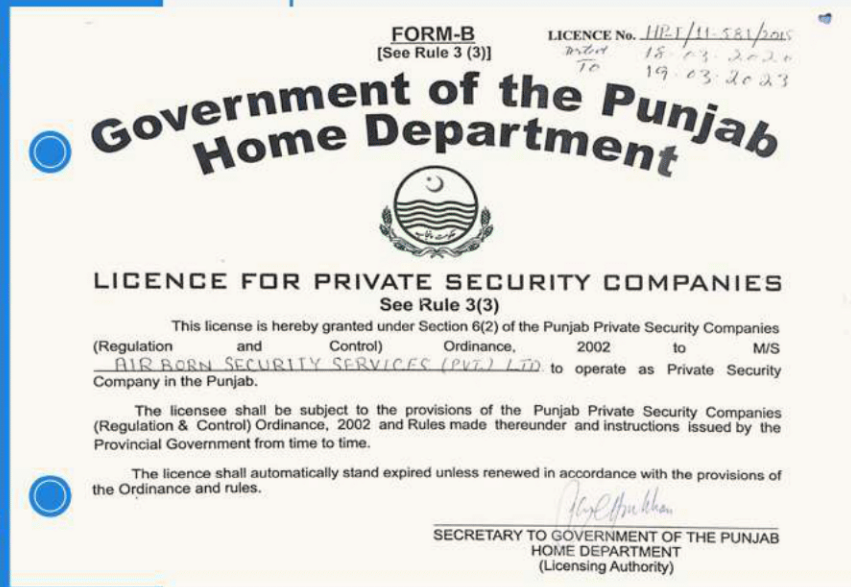 FORM-B
[See Rule 3 (3)]
LICENCE No. HP-I/11-581/2015
18-03-2020
TO
19-03-2023
Government of the Punjab
Home Department
حکومت پنجاب
LICENCE FOR PRIVATE SECURITY COMPANIES
See Rule 3(3)
This license is hereby granted under Section 6(2) of the Punjab Private Security Companies
(Regulation and Control) Ordinance, 2002 to M/S
AIR BORN SECURITY SERVICES (PVT.) LTD. to operate as Private Security
Company in the Punjab.
The licensee shall be subject to the provisions of the Punjab Private Security Companies
(Regulation & Control) Ordinance, 2002 and Rules made thereunder and instructions issued by the
Provincial Government from time to time.
The licence shall automatically stand expired unless renewed in accordance with the provisions of
the Ordinance and rules.
SECRETARY TO GOVERNMENT OF THE PUNJAB
HOME DEPARTMENT
(Licensing Authority)